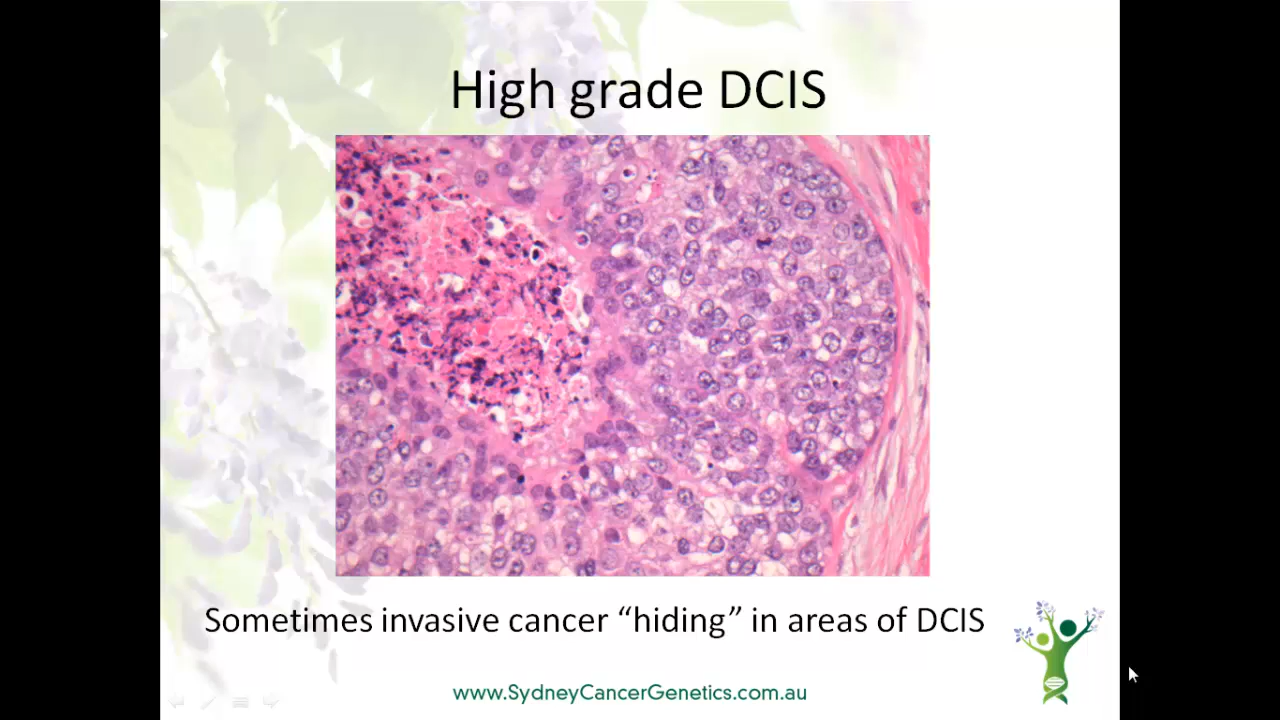 High grade DCIS
Sometimes invasive cancer “hiding” in areas of DCIS
www.SydneyCancerGenetics.com.au